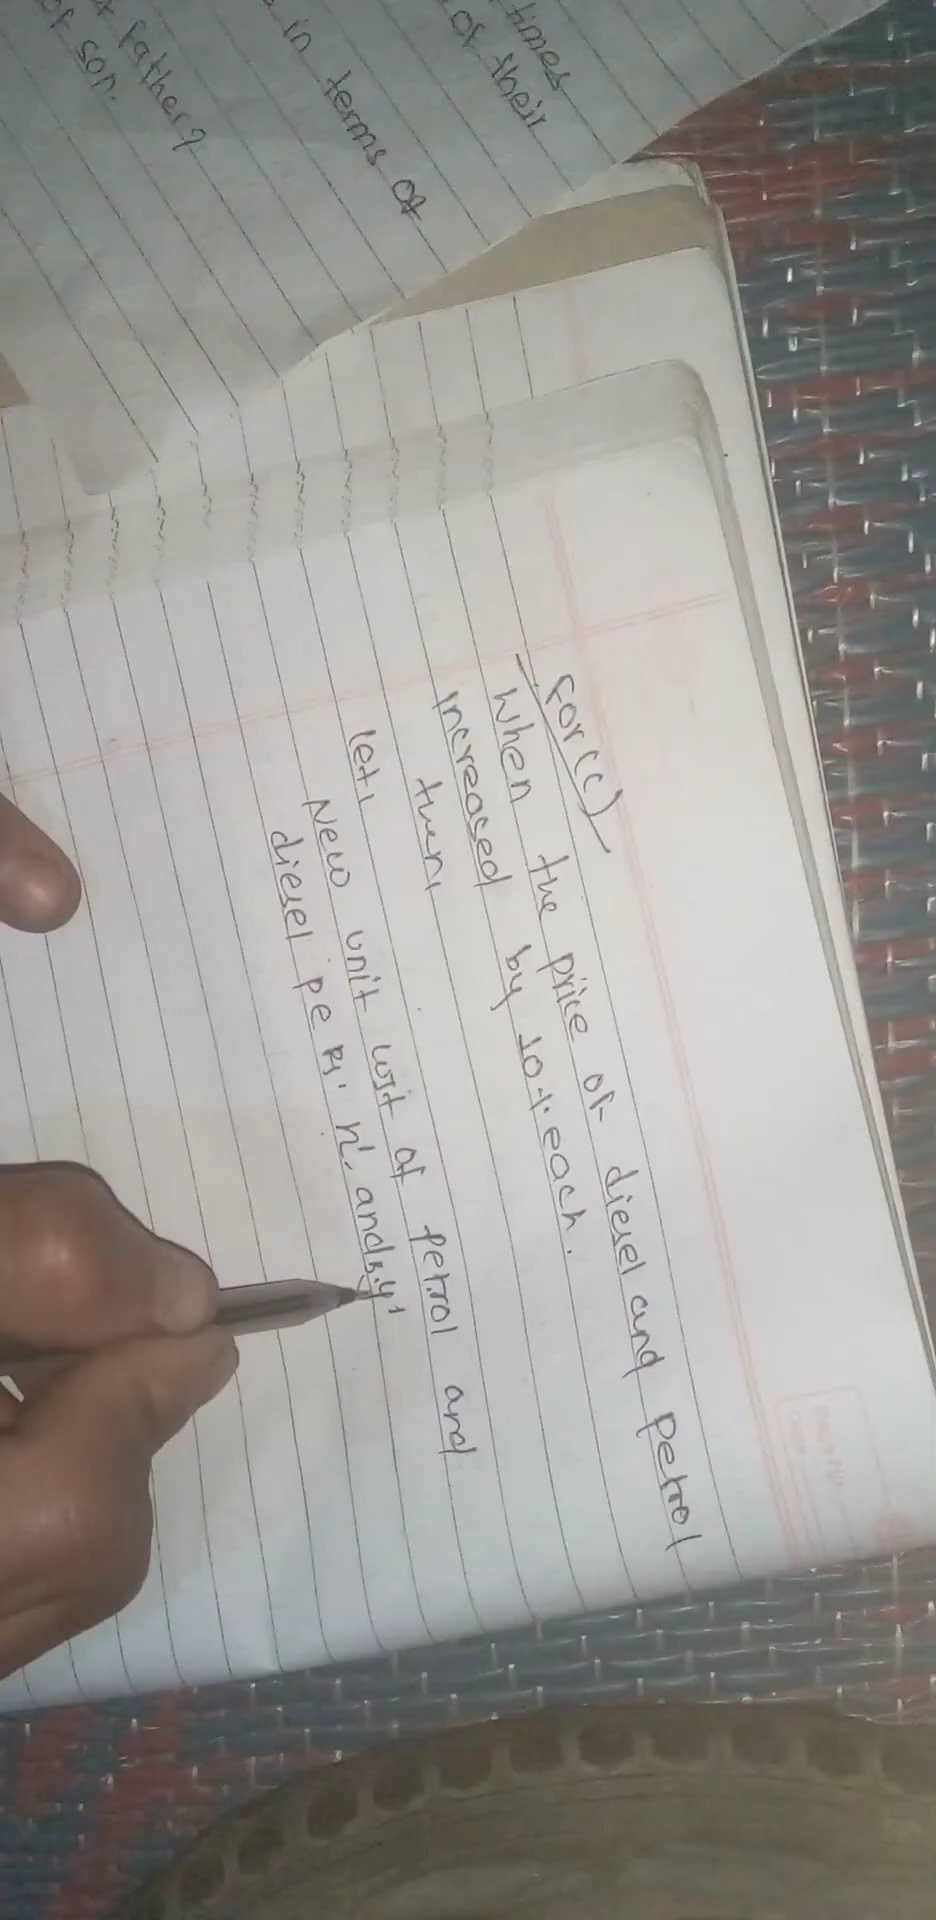 times
of their
in terms of
father?
of son.
for(c)
When the price of diesel and petrol
increased by 10% each.
then,
let,
New unit cost of petrol and
diesel pe Rs. x'. and Rs. y'